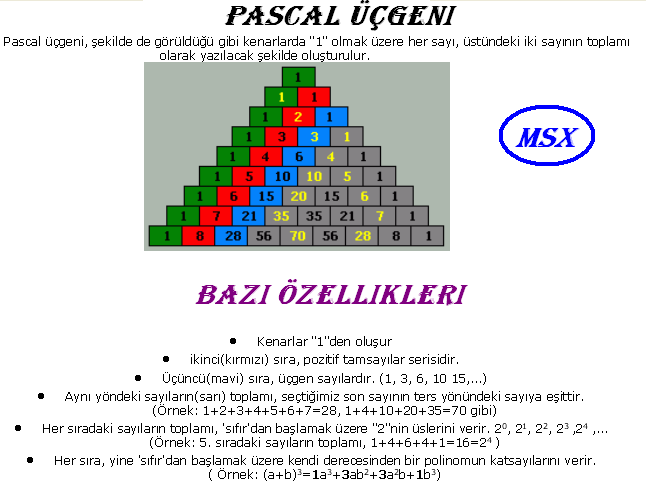 PASCAL ÜÇGENI
Pascal üçgeni, şekilde de görüldüğü gibi kenarlarda "1" olmak üzere her sayı, üstündeki iki sayının toplamı
olarak yazılacak şekilde oluşturulur.
1
1 1
1 2 1
1 3 3 1
1 4 6 4 1
1 5 10 10 5 1
1 6 15 20 15 6 1
1 7 21 35 35 21 7 1
1 8 28 56 70 56 28 8 1
MSX
BAZI ÖZELLIKLERI
• Kenarlar "1"den oluşur
• ikinci(kırmızı) sıra, pozitif tamsayılar serisidir.
• Üçüncü(mavi) sıra, üçgen sayılardır. (1, 3, 6, 10 15,...)
• Aynı yöndeki sayıların(sarı) toplamı, seçtiğimiz son sayının ters yönündeki sayıya eşittir.
(Örnek: 1+2+3+4+5+6+7=28, 1+4+10+20+35=70 gibi)
• Her sıradaki sayıların toplamı, 'sıfır'dan başlamak üzere "2"nin üslerini verir. 2⁰, 2¹, 2², 2³ ,2⁴ ,...
(Örnek: 5. sıradaki sayıların toplamı, 1+4+6+4+1=16=2⁴ )
• Her sıra, yine 'sıfır'dan başlamak üzere kendi derecesinden bir polinomun katsayılarını verir.
( Örnek: (a+b)³=1a³+3ab²+3a²b+1b³)